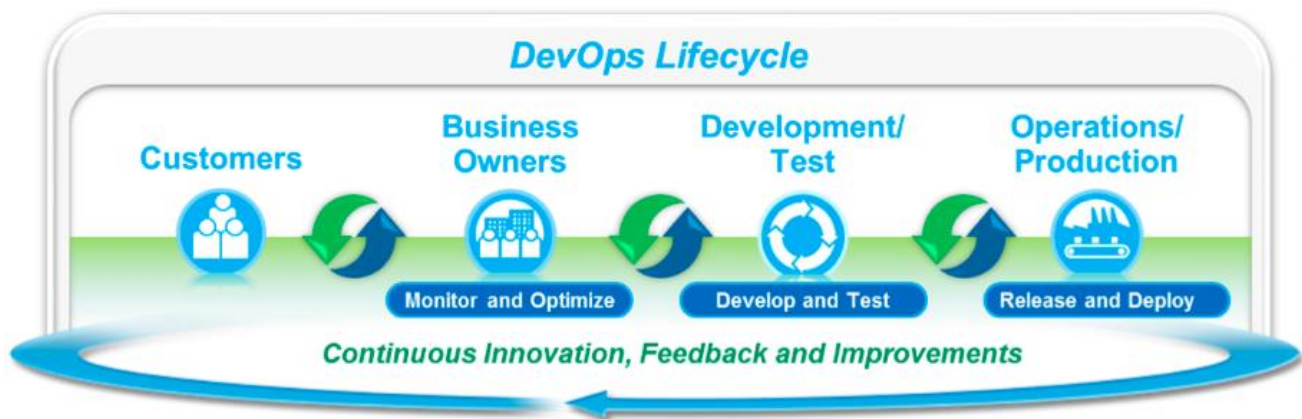 DevOps Lifecycle
Customers
Business
Owners
Development/
Test
Operations/
Production
Monitor and Optimize
Develop and Test
Release and Deploy
Continuous Innovation, Feedback and Improvements